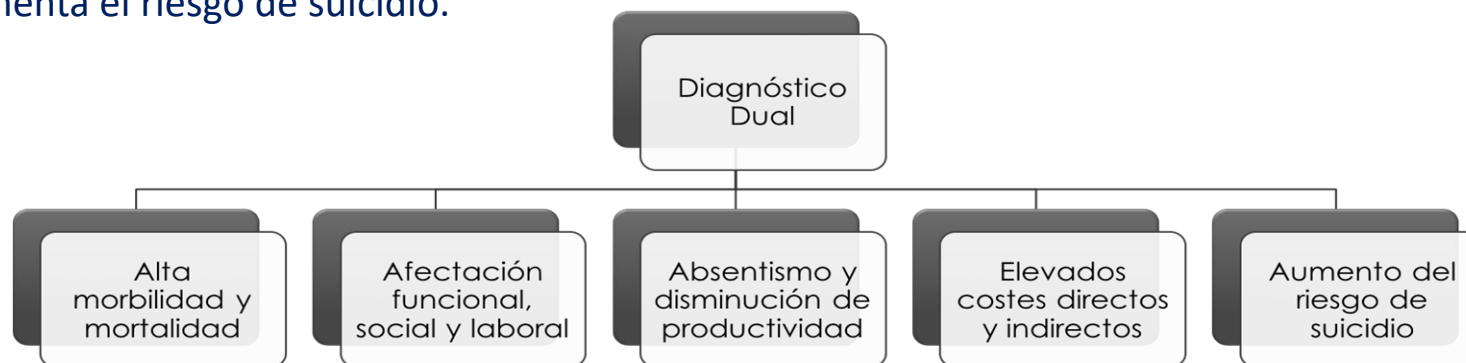 el riesgo de suicidio.
Diagnóstico
Dual
Alta
morbilidad y
mortalidad
Afectación
funcional,
social y laboral
Absentismo y
disminución de
productividad
Elevados
costes directos
y indirectos
Aumento del
riesgo de
suicidio